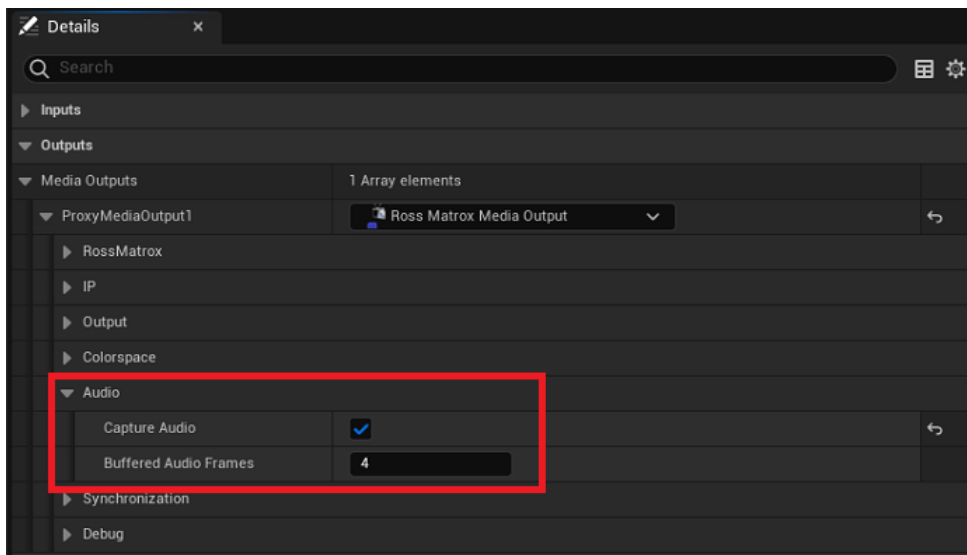 Details
Search
Inputs
Outputs
Media Outputs 1 Array elements
ProxyMediaOutput1 Ross Matrox Media Output
RossMatrox
IP
Output
Colorspace
Audio
Capture Audio
Buffered Audio Frames 4
Synchronization
Debug